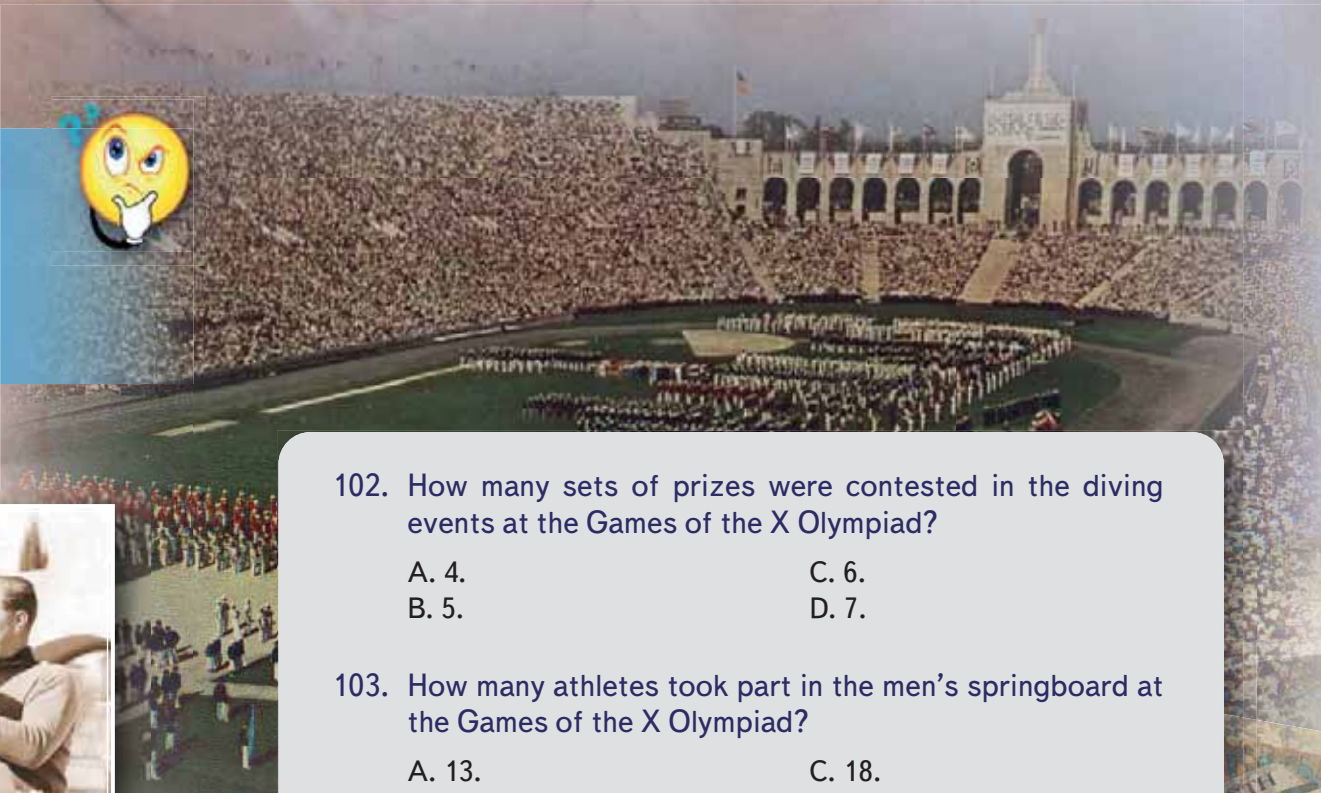 102. How many sets of prizes were contested in the diving
events at the Games of the X Olympiad?
A. 4.
B. 5.
C. 6.
D. 7.
103. How many athletes took part in the men’s springboard at
the Games of the X Olympiad?
A. 13.
C. 18.